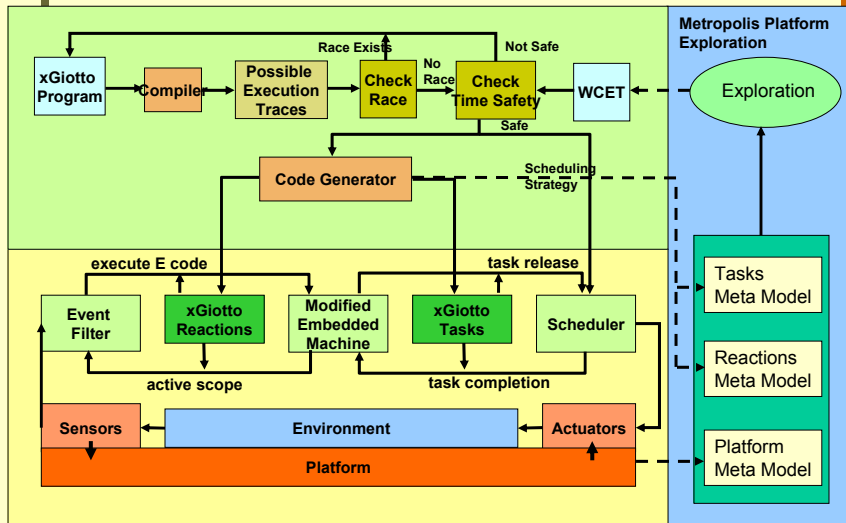 Metropolis Platform
Exploration
Race Exists
No
Race
Not Safe
xGiotto
Program
Compiler
Possible
Execution
Traces
Check
Race
Check
Time Safety
WCET
Exploration
Safe
Code Generator
Scheduling
Strategy
execute E code
task release
Event
Filter
xGiotto
Reactions
Modified
Embedded
Machine
xGiotto
Tasks
Scheduler
active scope
task completion
Sensors
Environment
Actuators
Platform
Tasks
Meta Model
Reactions
Meta Model
Platform
Meta Model